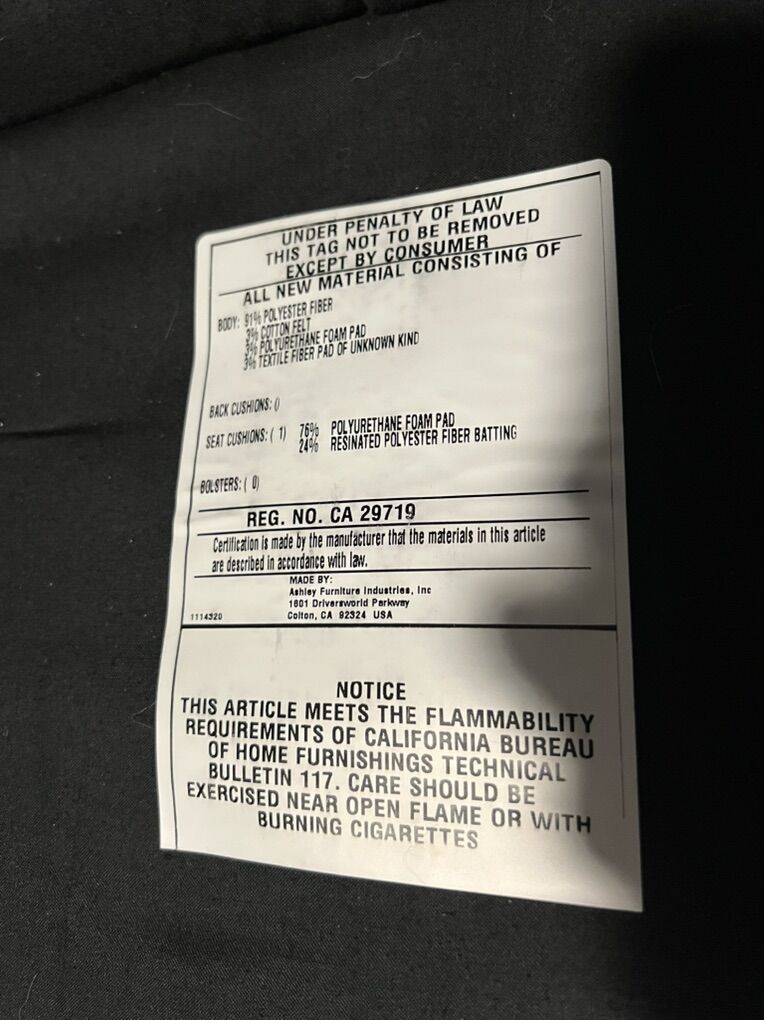 UNDER PENALTY OF LAW
THIS TAG NOT TO BE REMOVED
EXCEPT BY CONSUMER
ALL NEW MATERIAL CONSISTING OF
BODY: 91% POLYESTER FIBER
3% COTTON FELT
3% POLYURETHANE FOAM PAD
3% TEXTILE FIBER PAD OF UNKNOWN KIND
BACK CUSHIONS: ()
SEAT CUSHIONS: ( 1) 76% POLYURETHANE FOAM PAD
24% RESINATED POLYESTER FIBER BATTING
BOLSTERS: ( 0)
REG. NO. CA 29719
Certification is made by the manufacturer that the materials in this article
are described in accordance with law.
MADE BY:
Ashley Furniture Industries, Inc
1601 Driversworld Parkway
1114320 Colton, CA 92324 USA
NOTICE
THIS ARTICLE MEETS THE FLAMMABILITY
REQUIREMENTS OF CALIFORNIA BUREAU
OF HOME FURNISHINGS TECHNICAL
BULLETIN 117. CARE SHOULD BE
EXERCISED NEAR OPEN FLAME OR WITH
BURNING CIGARETTES